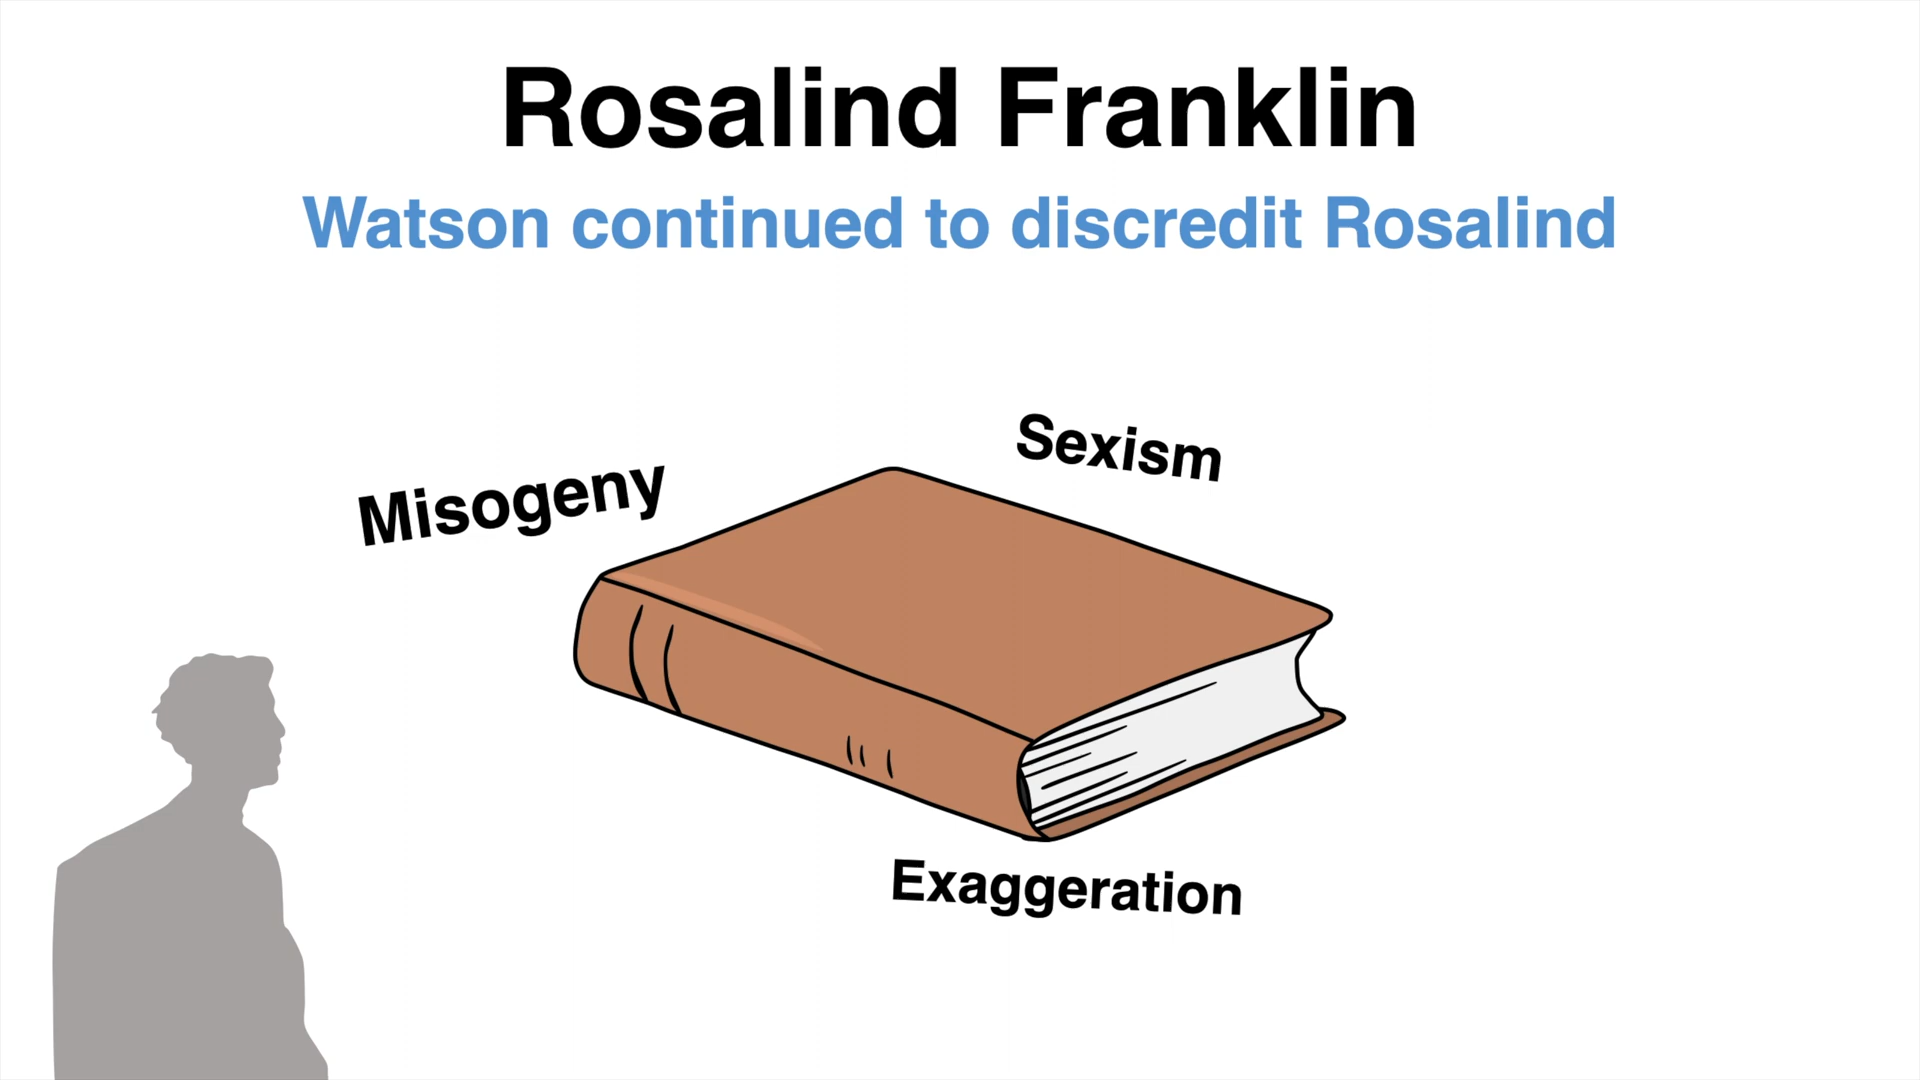 Rosalind Franklin
Watson continued to discredit Rosalind
Sexism
Misogeny
Exaggeration